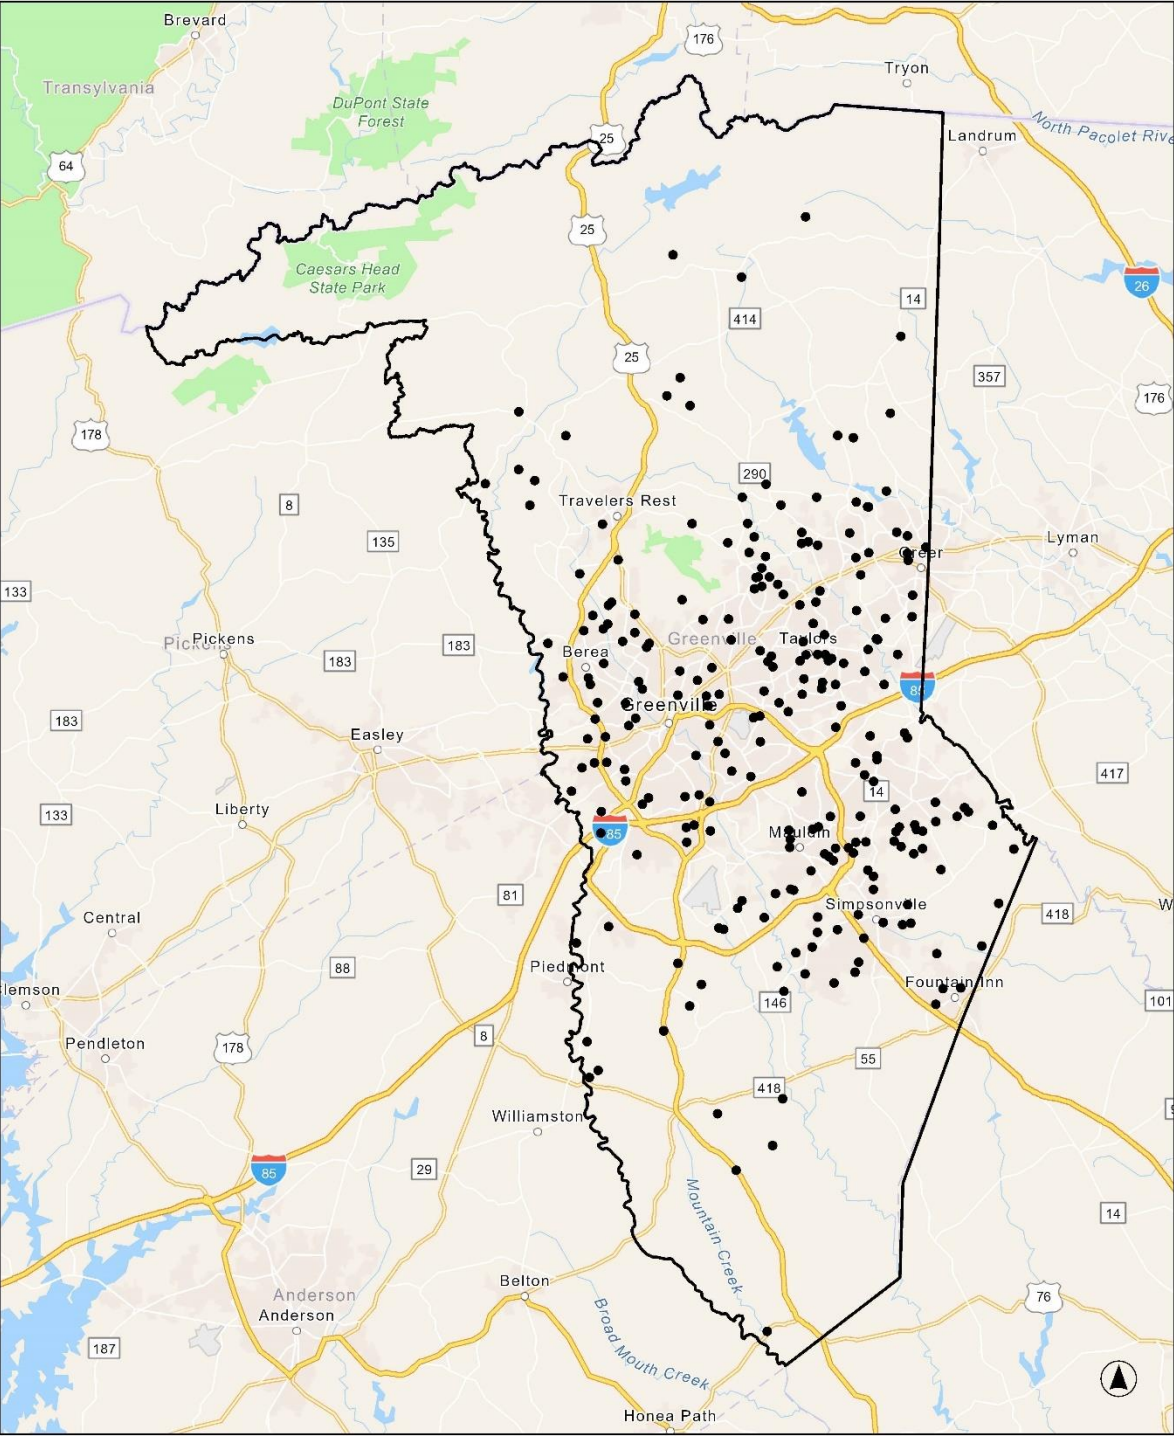 Brevard
176
Tryon
Transylvania
DuPont State
Forest
North Pacolet Rive
25
Landrum
64
25
Caesars Head
State Park
26
14
414
25
357
176
178
290
8
Travelers Rest
135
Lyman
Greer
133
Pickens
Pickens
183
183
Greenville
Taylors
Berea
85
183
Greenville
Easley
417
133
Liberty
14
85
Mauldin
81
Central
Simpsonville
418
W
88
Piedmont
Fountain Inn
lemson
146
101
8
Pendleton
178
55
418
Williamston
85
29
Mountain Creek
14
Belton
Anderson
Anderson
76
Broad Mouth Creek
187
Honea Path